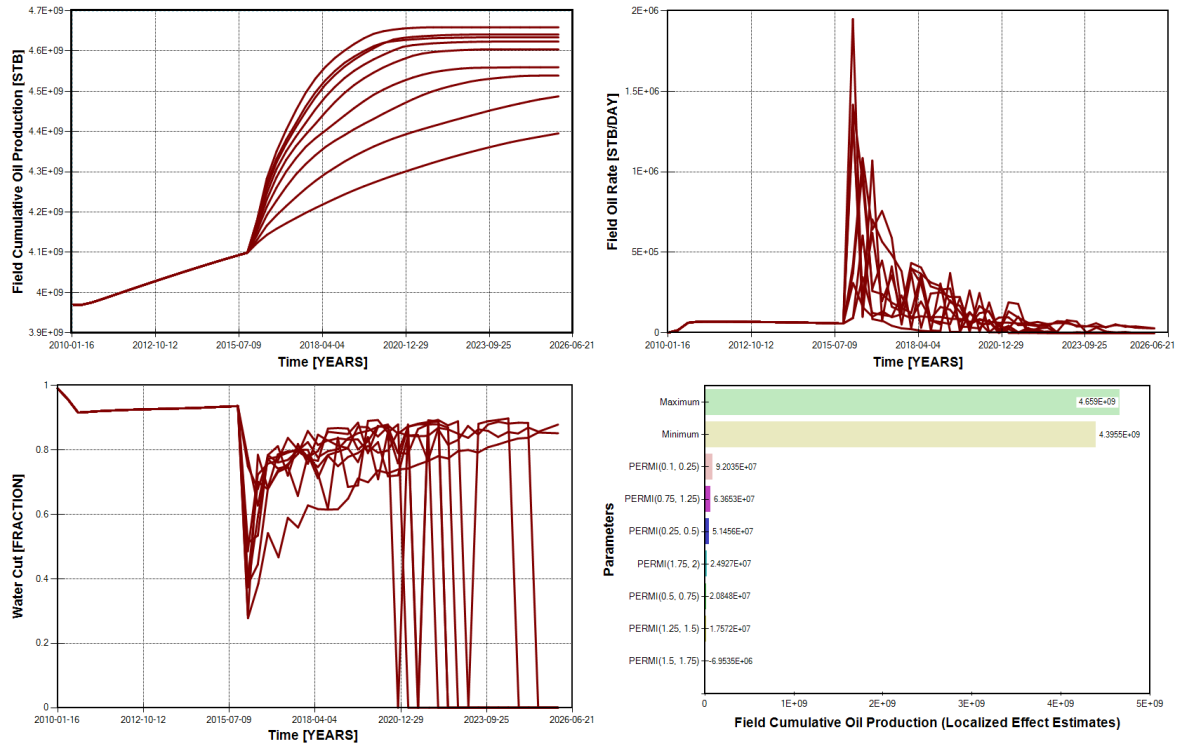 Field Cumulative Oil Production [STB]
4.7E+09
4.6E+09
4.5E+09
4.4E+09
4.3E+09
4.2E+09
4.1E+09
4E+09
3.9E+09
2010-01-16 2012-10-12 2015-07-09 2018-04-04 2020-12-29 2023-09-25 2026-06-21
Time [YEARS]
Field Oil Rate [STB/DAY]
2E+06
1.5E+06
1E+06
5E+05
0
2010-01-16 2012-10-12 2015-07-09 2018-04-04 2020-12-29 2023-09-25 2026-06-21
Time [YEARS]
Water Cut [FRACTION]
1
0.8
0.6
0.4
0.2
0
2010-01-16 2012-10-12 2015-07-09 2018-04-04 2020-12-29 2023-09-25 2026-06-21
Time [YEARS]
Parameters
Maximum 4.659E+09
Minimum 4.3955E+09
PERMI(0.1, 0.25) 9.2035E+07
PERMI(0.75, 1.25) 6.3653E+07
PERMI(0.25, 0.5) 5.1456E+07
PERMI(1.75, 2) 2.4927E+07
PERMI(0.5, 0.75) 2.0848E+07
PERMI(1.25, 1.5) 1.7572E+07
PERMI(1.5, 1.75) -6.9535E+06
0 1E+09 2E+09 3E+09 4E+09 5E+09
Field Cumulative Oil Production (Localized Effect Estimates)